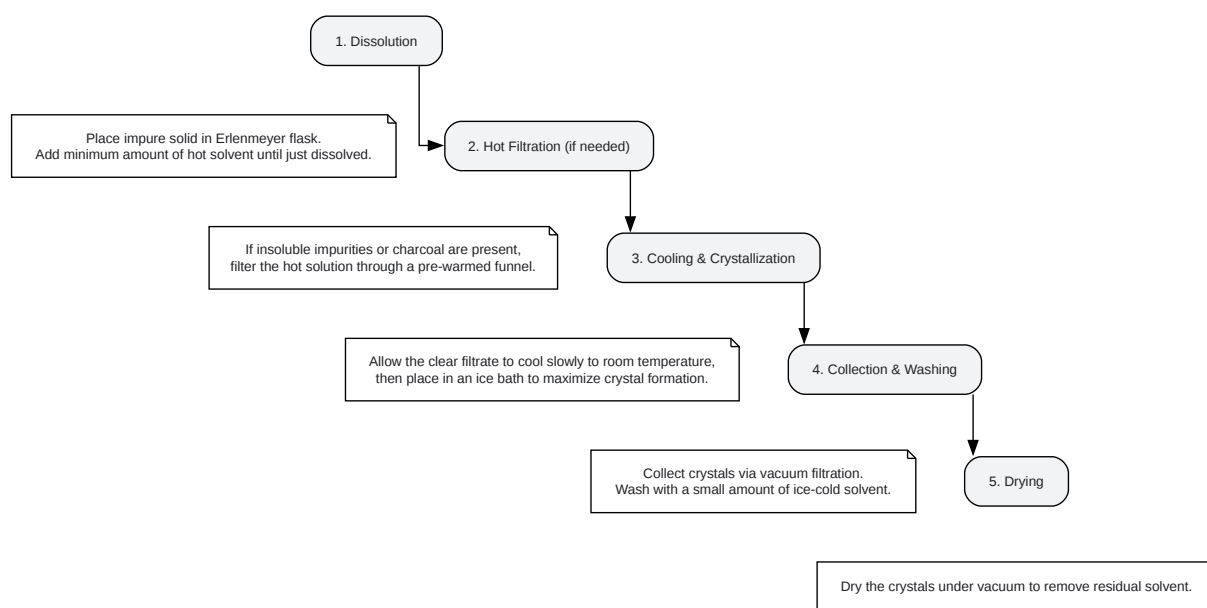 1. Dissolution
Place impure solid in Erlenmeyer flask.
Add minimum amount of hot solvent until just dissolved.
2. Hot Filtration (if needed)
If insoluble impurities or charcoal are present,
filter the hot solution through a pre-warmed funnel.
3. Cooling & Crystallization
Allow the clear filtrate to cool slowly to room temperature,
then place in an ice bath to maximize crystal formation.
4. Collection & Washing
Collect crystals via vacuum filtration.
Wash with a small amount of ice-cold solvent.
5. Drying
Dry the crystals under vacuum to remove residual solvent.